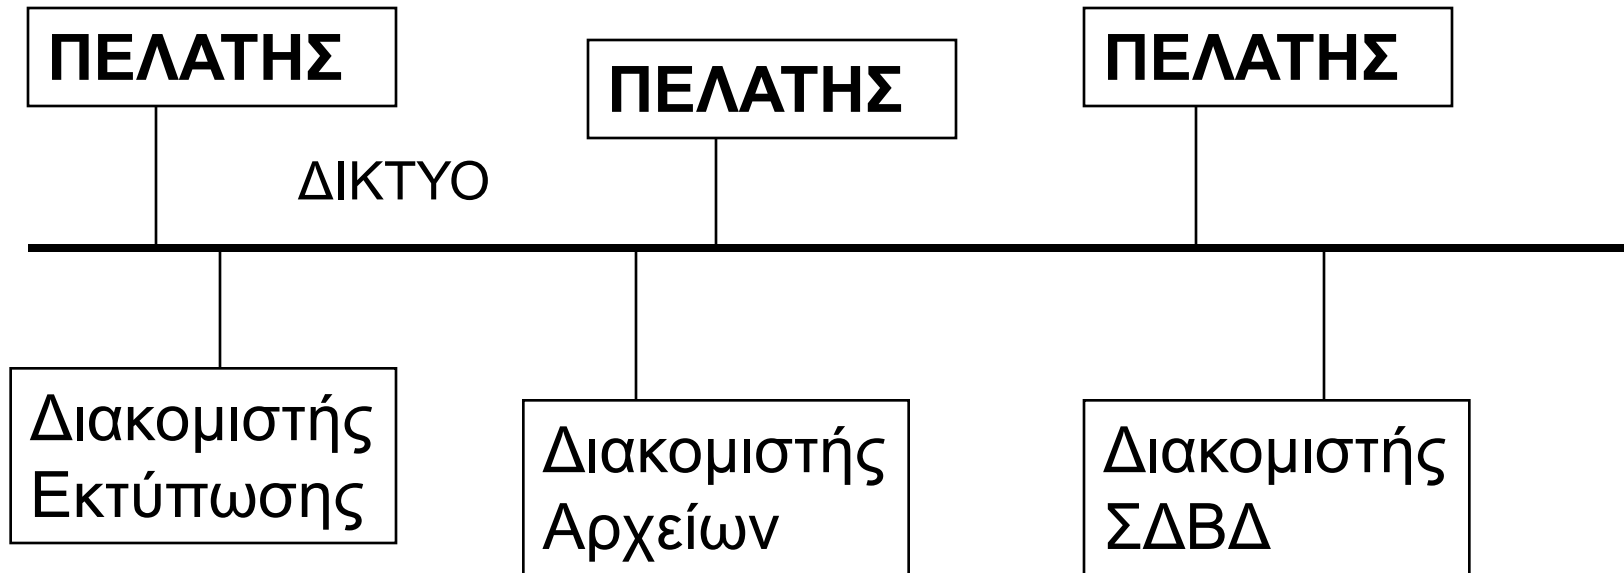 ΠΕΛΑΤΗΣ
ΠΕΛΑΤΗΣ
ΠΕΛΑΤΗΣ
ΔΙΚΤΥΟ
Διακομιστής
Εκτύπωσης
Διακομιστής
Αρχείων
Διακομιστής
ΣΔΒΔ